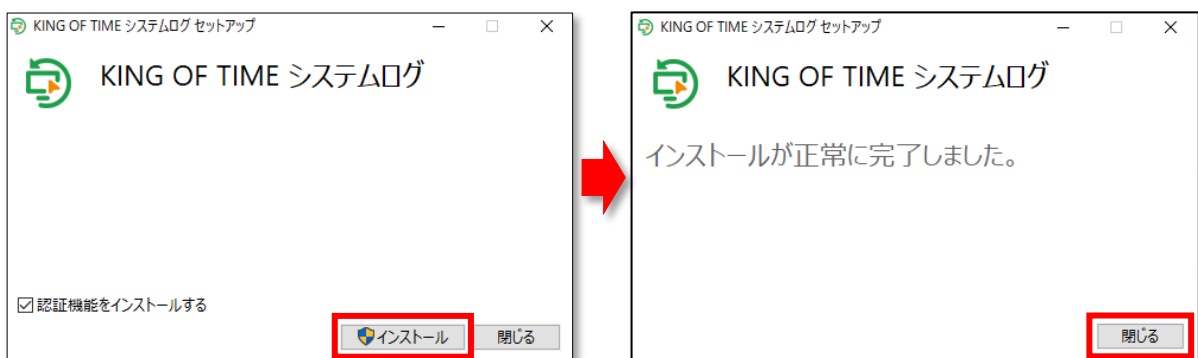 KING OF TIME システムログ セットアップ
KING OF TIME システムログ
認証機能をインストールする
インストール
閉じる
KING OF TIME システムログ セットアップ
KING OF TIME システムログ
インストールが正常に完了しました。
閉じる